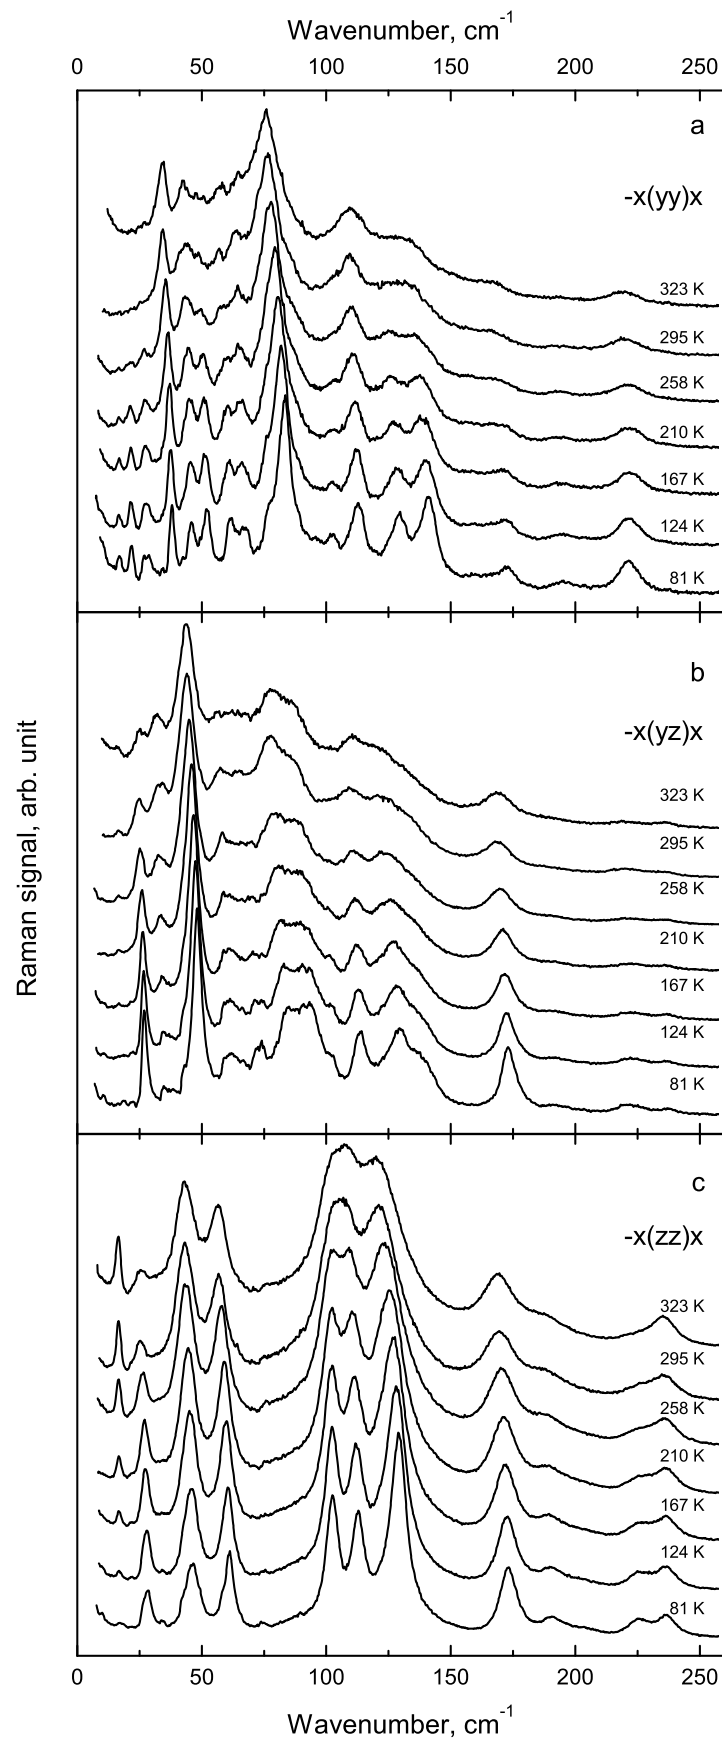 Wavenumber, cm-1
0 50 100 150 200 250
a
-x(yy)x
323 K
295 K
258 K
210 K
167 K
124 K
81 K
b
-x(yz)x
323 K
295 K
258 K
210 K
167 K
124 K
81 K
Raman signal, arb. unit
c
-x(zz)x
323 K
295 K
258 K
210 K
167 K
124 K
81 K
0 50 100 150 200 250
Wavenumber, cm-1